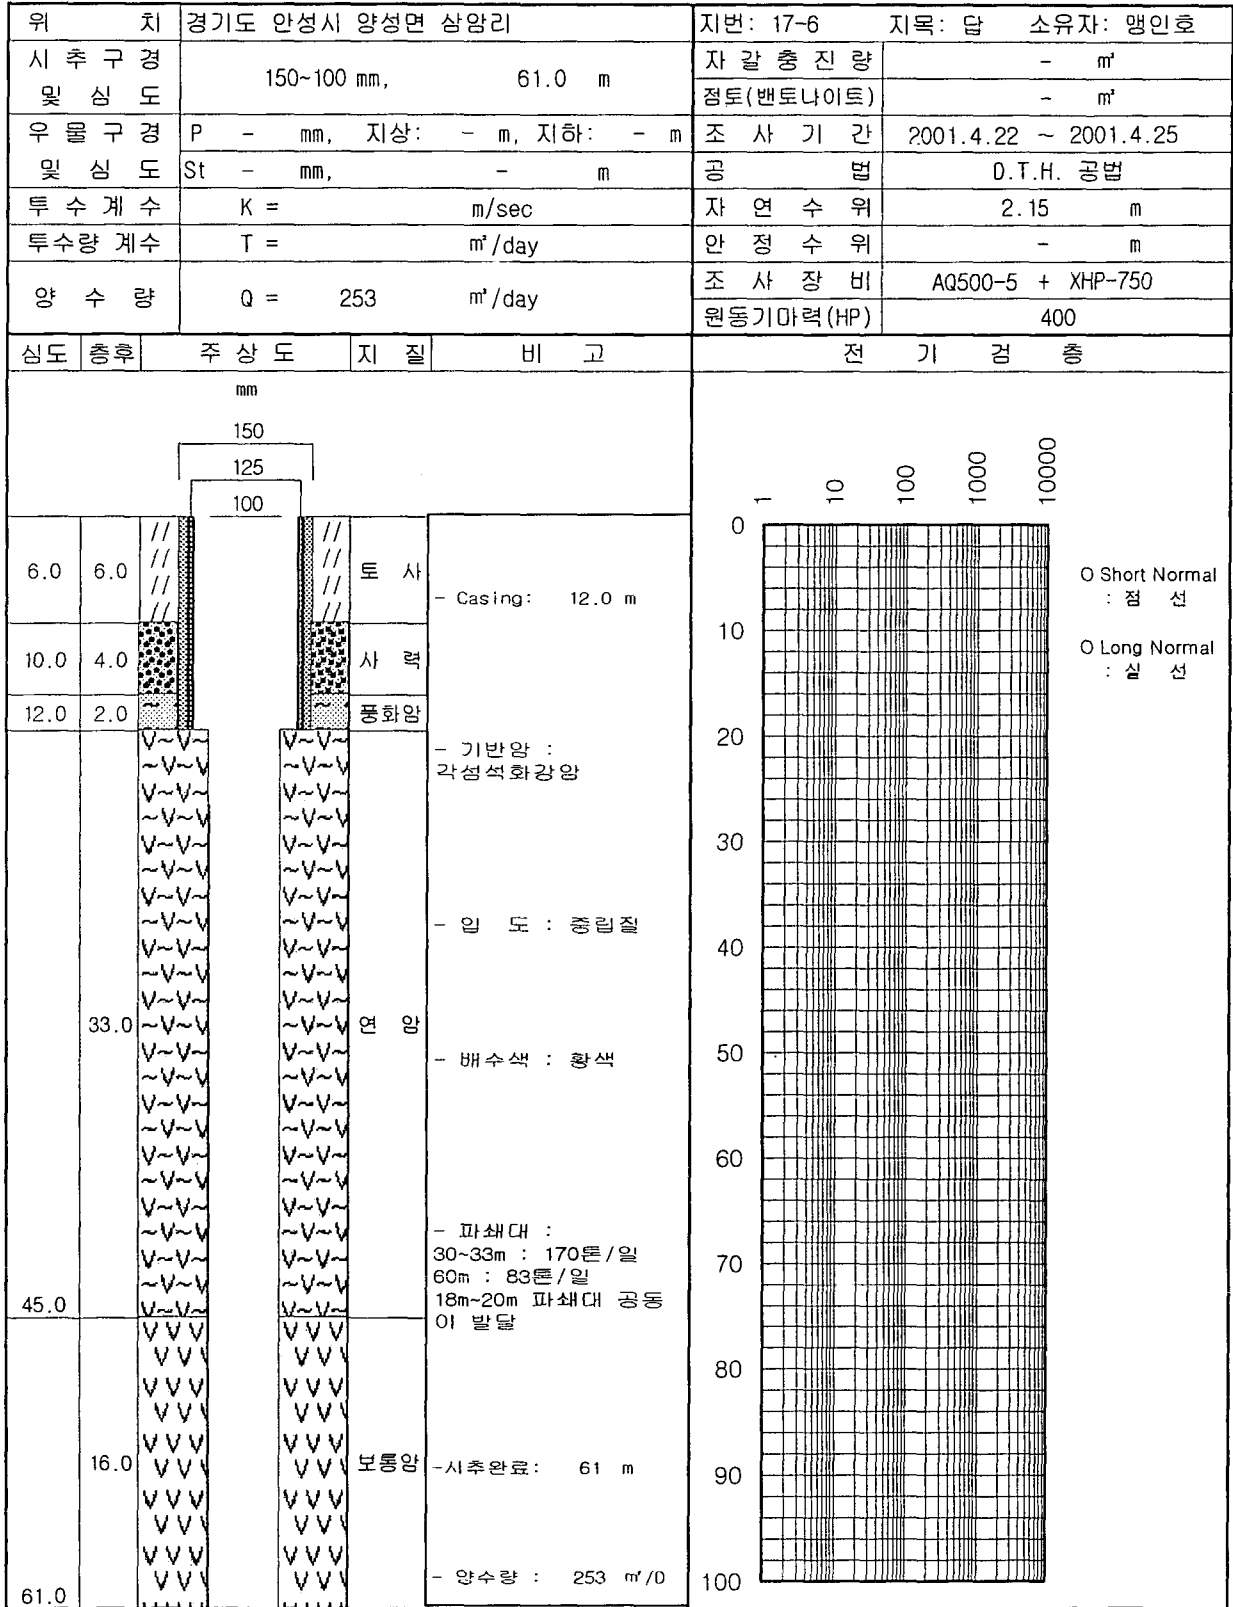 위 치 경기도 안성시 양성면 삼암리 지번: 17-6 지목: 답 소유자: 맹인호
시 추 구 경 및 심 도 150~100 mm, 61.0 m
자 갈 충 진 량 - ㎥
점토(밴토나이트) - ㎥
우 물 구 경 및 심 도 P - mm, 지상: - m, 지하: - m
St - mm, - m
조 사 기 간 2001.4.22 ~ 2001.4.25
공 법 D.T.H. 공법
투 수 계 수 K = m/sec
자 연 수 위 2.15 m
투수량 계수 T = ㎡/day
안 정 수 위 - m
양 수 량 Q = 253 ㎥/day
조 사 장 비 AQ500-5 + XHP-750
원동기마력(HP) 400
심도 층후 주 상 도 지 질 비 고 전 기 검 층
mm
150
125
100
6.0 6.0 토 사
- Casing: 12.0 m
10.0 4.0 사 력
12.0 2.0 풍화암
- 기반암 :
각섬석화강암
- 입 도 : 중립질
33.0 연 암
- 배수색 : 황색
- 파쇄대 :
30~33m : 170톤/일
60m : 83톤/일
18m~20m 파쇄대 공동
이 발달
45.0
16.0 보통암
-시추완료: 61 m
- 양수량 : 253 ㎥/D
61.0
1 10 100 1000 10000
0
10
20
30
40
50
60
70
80
90
100
O Short Normal
: 점 선
O Long Normal
: 실 선